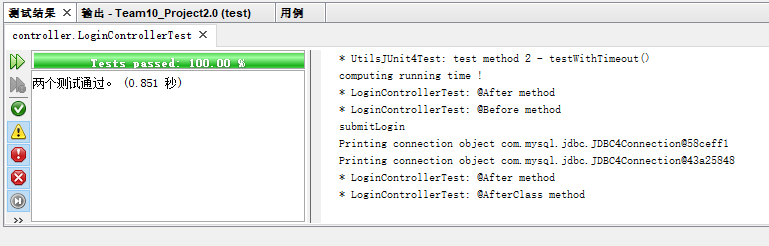 测试结果 × 输出 - Team10_Project2.0 (test) 用例
controller.LoginControllerTest ×
Tests passed: 100.00 %
两个测试通过。 (0.851 秒)
* UtilsJUnit4Test: test method 2 - testWithTimeout()
computing running time !
* LoginControllerTest: @After method
* LoginControllerTest: @Before method
submitLogin
Printing connection object com.mysql.jdbc.JDBC4Connection@58ceff1
Printing connection object com.mysql.jdbc.JDBC4Connection@43a25848
* LoginControllerTest: @After method
* LoginControllerTest: @AfterClass method